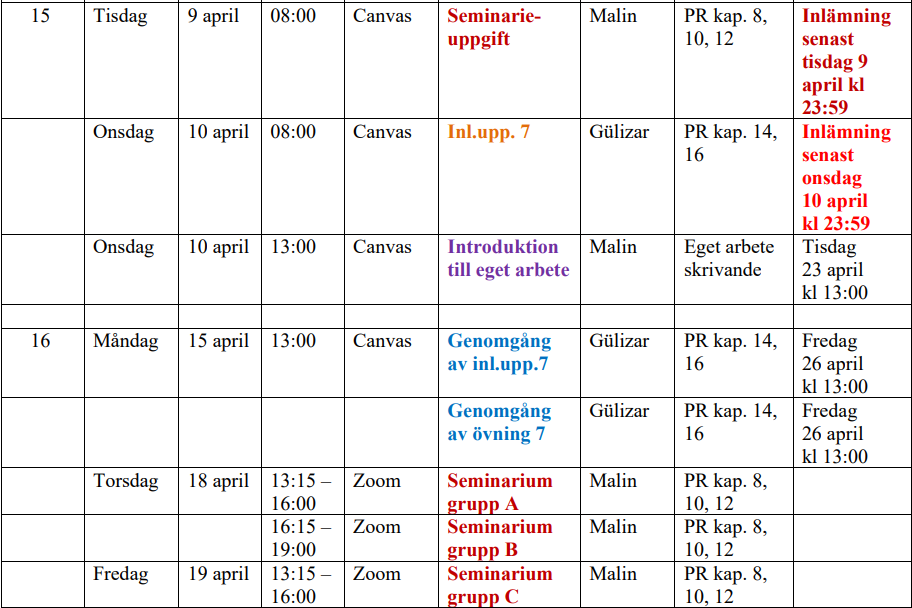 15 Tisdag 9 april 08:00 Canvas Seminarie- Malin PR kap. 8, Inlämning
uppgift 10, 12 senast
tisdag 9
april kl
23:59
Onsdag 10 april 08:00 Canvas Inl.upp. 7 Gülizar PR kap. 14, Inlämning
16 senast
onsdag
10 april
kl 23:59
Onsdag 10 april 13:00 Canvas Introduktion Malin Eget arbete Tisdag
till eget arbete skrivande 23 april
kl 13:00
16 Måndag 15 april 13:00 Canvas Genomgång Gülizar PR kap. 14, Fredag
av inl.upp.7 16 26 april
kl 13:00
Genomgång Gülizar PR kap. 14, Fredag
av övning 7 16 26 april
kl 13:00
Torsdag 18 april 13:15 – Zoom Seminarium Malin PR kap. 8,
16:00 grupp A 10, 12
16:15 – Zoom Seminarium Malin PR kap. 8,
19:00 grupp B 10, 12
Fredag 19 april 13:15 – Zoom Seminarium Malin PR kap. 8,
16:00 grupp C 10, 12